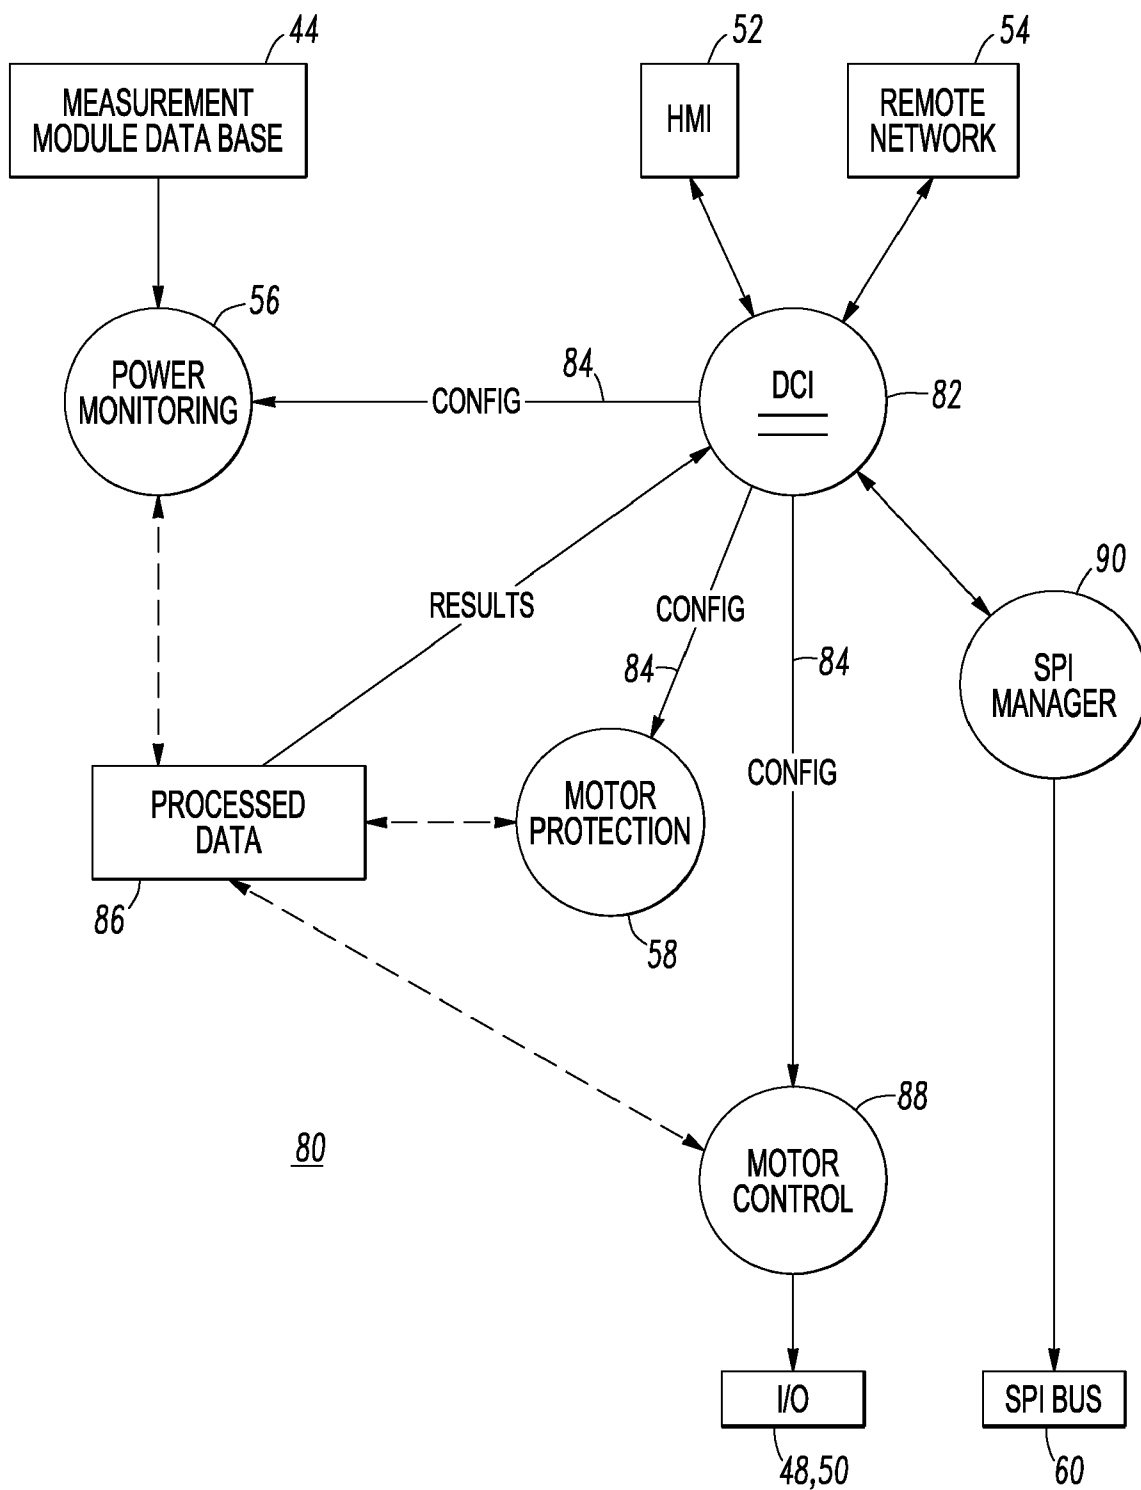 44
52
54
MEASUREMENT
MODULE DATA BASE
HMI
REMOTE
NETWORK
56
POWER
MONITORING
84
CONFIG
DCI
82
90
RESULTS
CONFIG
84
84
SPI
MANAGER
CONFIG
PROCESSED
DATA
MOTOR
PROTECTION
86
58
88
80
MOTOR
CONTROL
I/O
SPI BUS
48,50
60